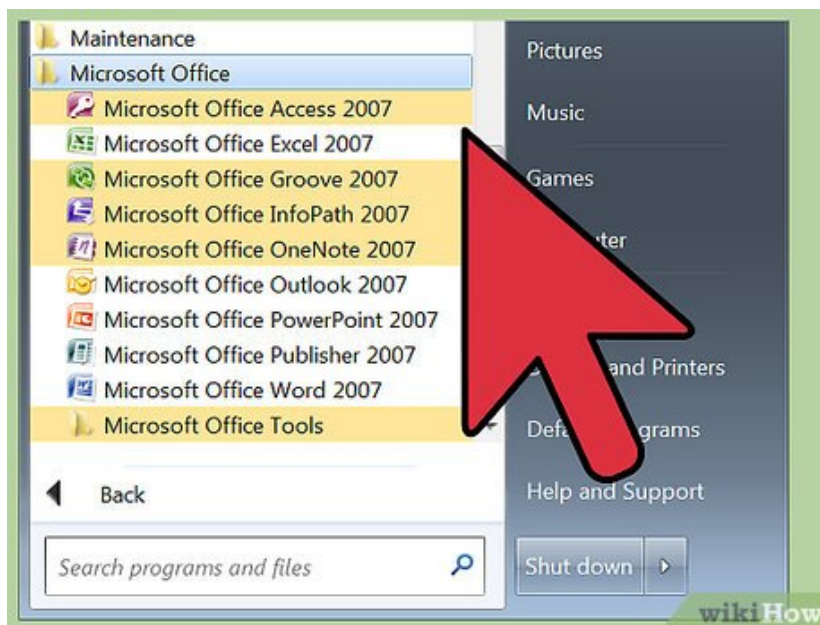 Maintenance
Microsoft Office
Microsoft Office Access 2007
Microsoft Office Excel 2007
Microsoft Office Groove 2007
Microsoft Office InfoPath 2007
Microsoft Office OneNote 2007
Microsoft Office Outlook 2007
Microsoft Office PowerPoint 2007
Microsoft Office Publisher 2007
Microsoft Office Word 2007
Microsoft Office Tools
Back
Search programs and files
Pictures
Music
Games
and Printers
Help and Support
Shut down
wikiHow